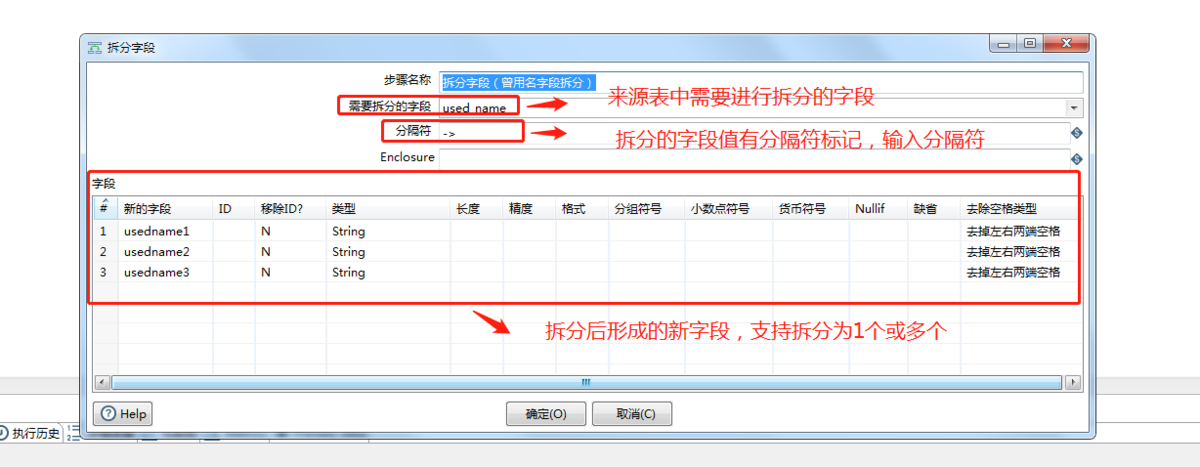 拆分字段
步骤名称 拆分字段（曾用名字段拆分）
需要拆分的字段 used_name
来源表中需要进行拆分的字段
分隔符 ->
拆分的字段值有分隔符标记，输入分隔符
Enclosure
字段
# 新的字段 ID 移除ID? 类型 长度 精度 格式 分组符号 小数点符号 货币符号 Nullif 缺省 去除空格类型
1 usedname1 N String 去掉左右两端空格
2 usedname2 N String 去掉左右两端空格
3 usedname3 N String 去掉左右两端空格
拆分后形成的新字段，支持拆分为1个或多个
Help 确定(O) 取消(C)
执行历史